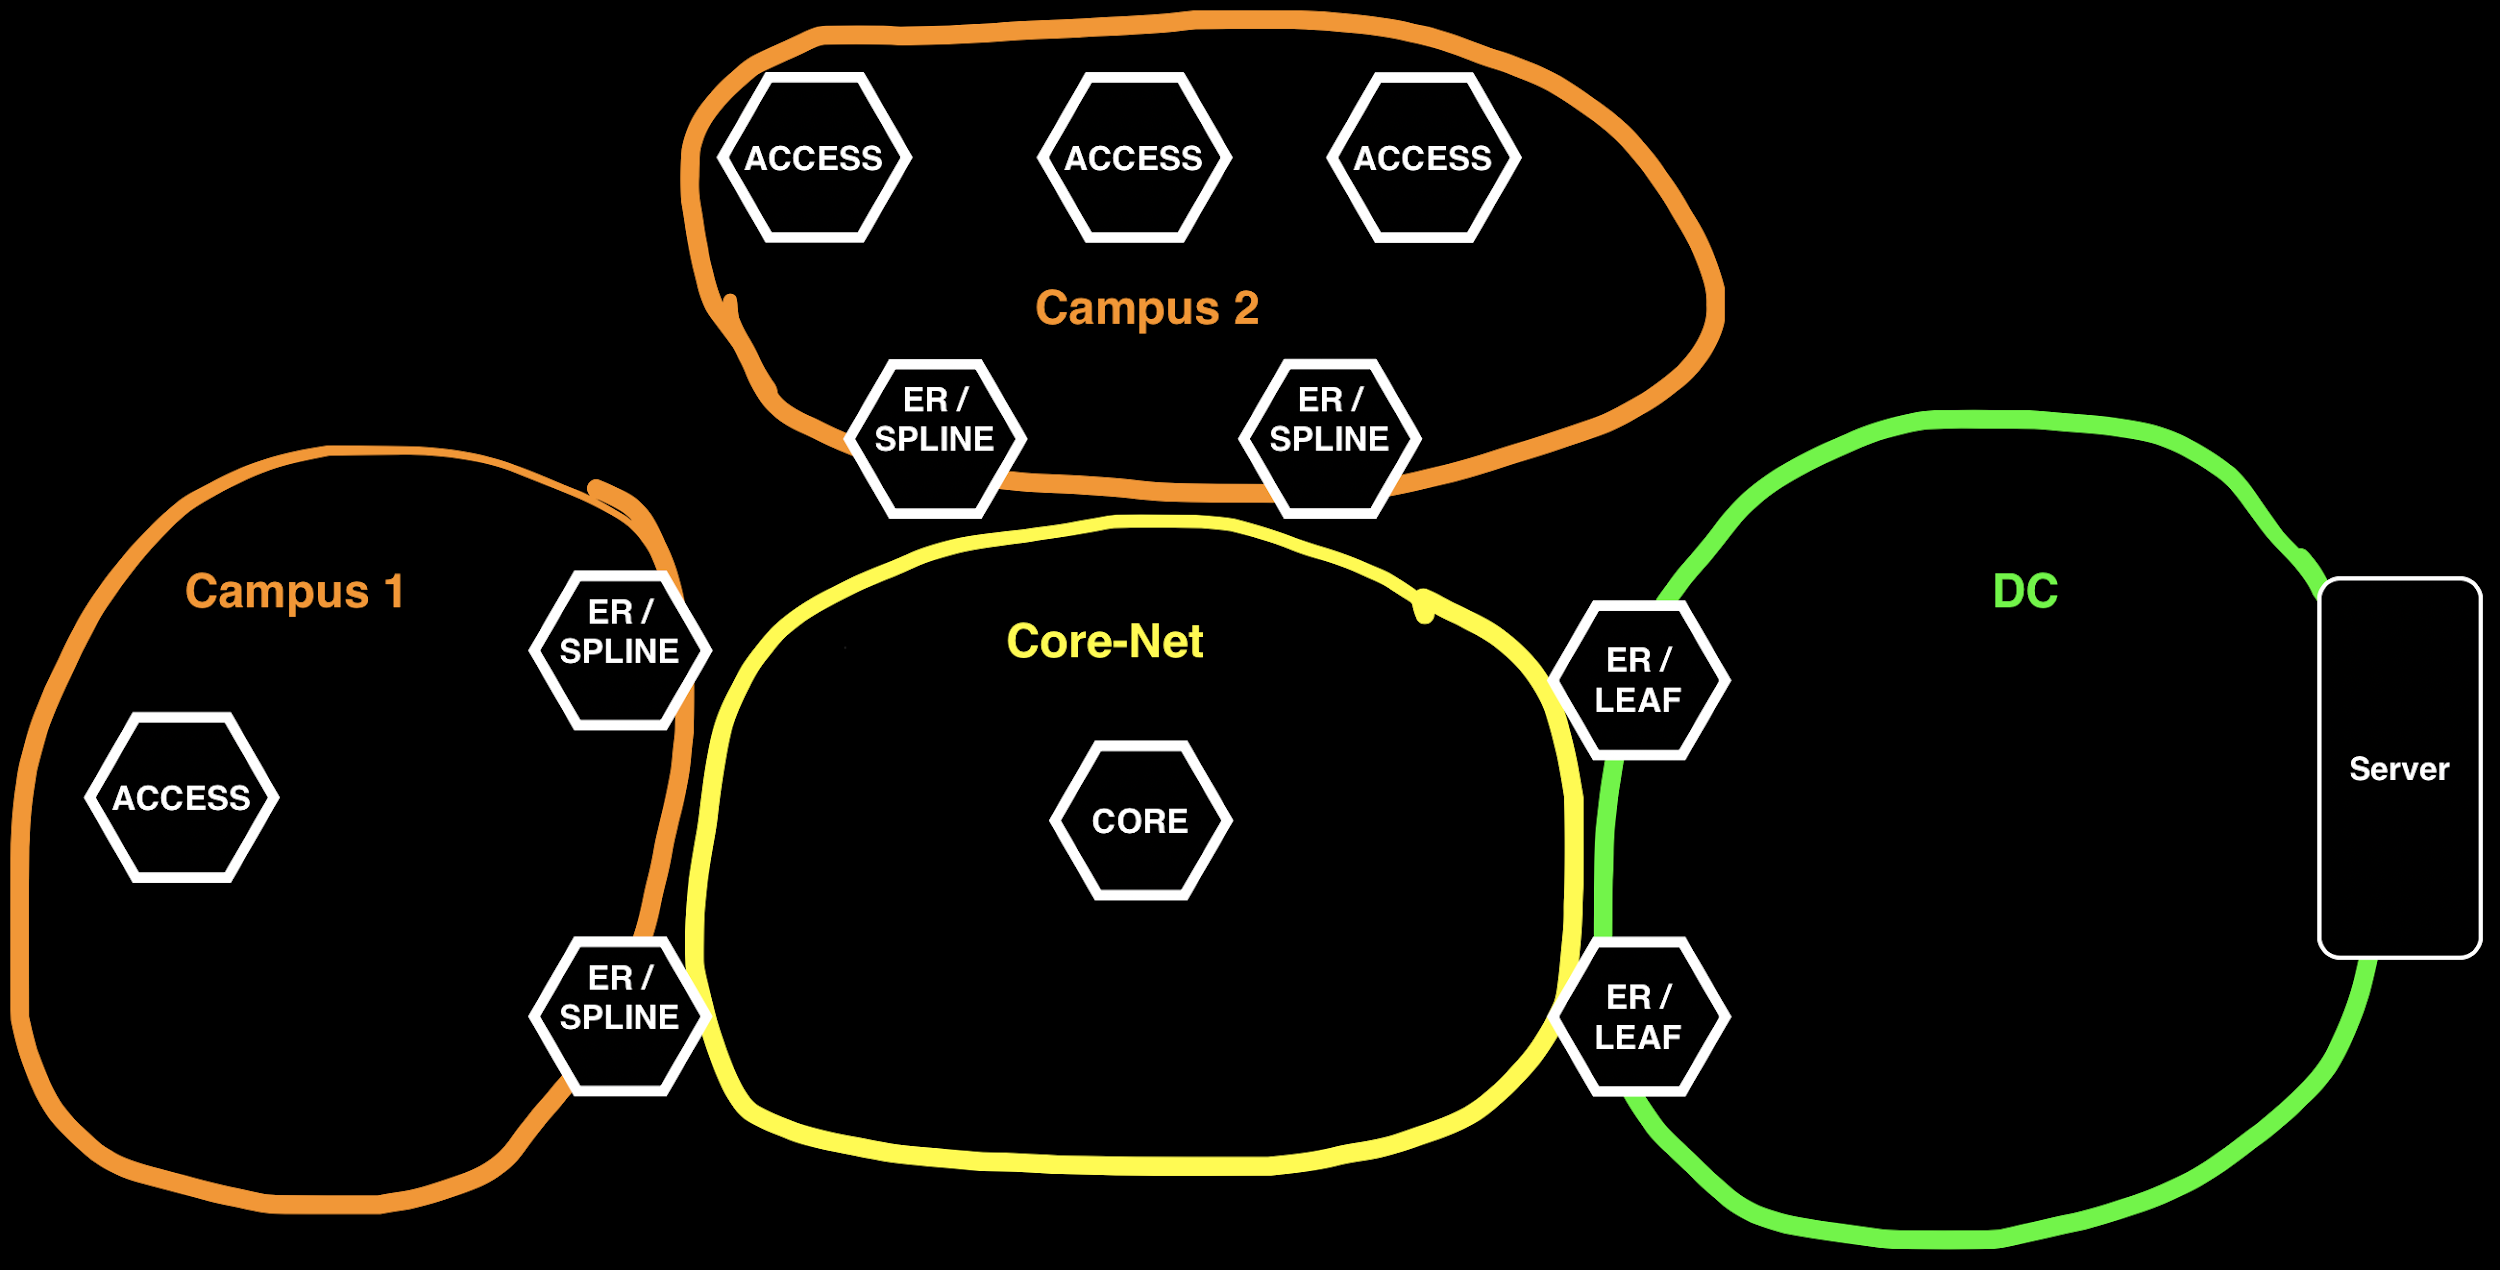 ACCESS
ACCESS
ACCESS
Campus 2
ER /
SPLINE
ER /
SPLINE
Campus 1
ER /
SPLINE
ACCESS
ER /
SPLINE
Core-Net
CORE
ER /
LEAF
ER /
LEAF
DC
Server